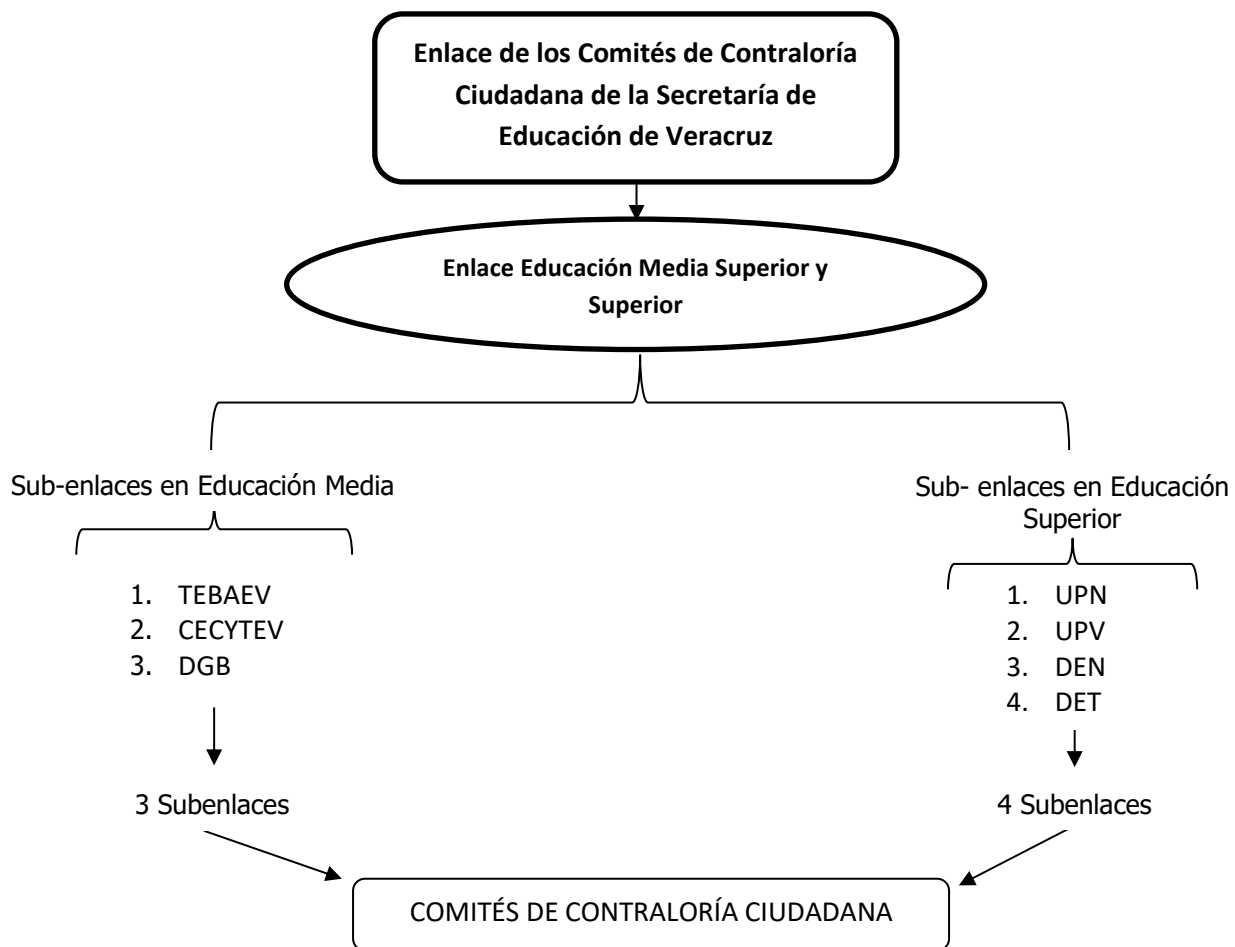 Enlace de los Comités de Contraloría
Ciudadana de la Secretaría de
Educación de Veracruz
Enlace Educación Media Superior y
Superior
Sub-enlaces en Educación Media
1. TEBAEV
2. CECYTEV
3. DGB
3 Subenlaces
Sub- enlaces en Educación
Superior
1. UPN
2. UPV
3. DEN
4. DET
4 Subenlaces
COMITÉS DE CONTRALORÍA CIUDADANA